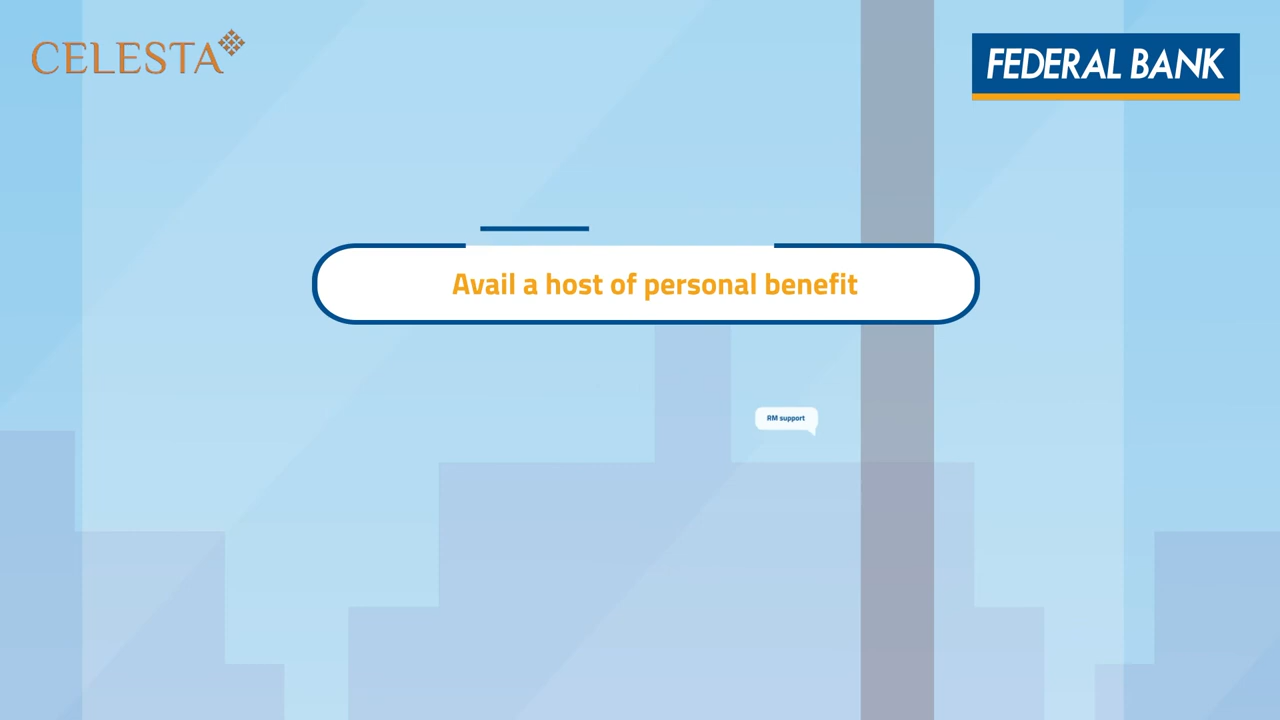 CELESTA
FEDERAL BANK
Avail a host of personal benefit
RM support